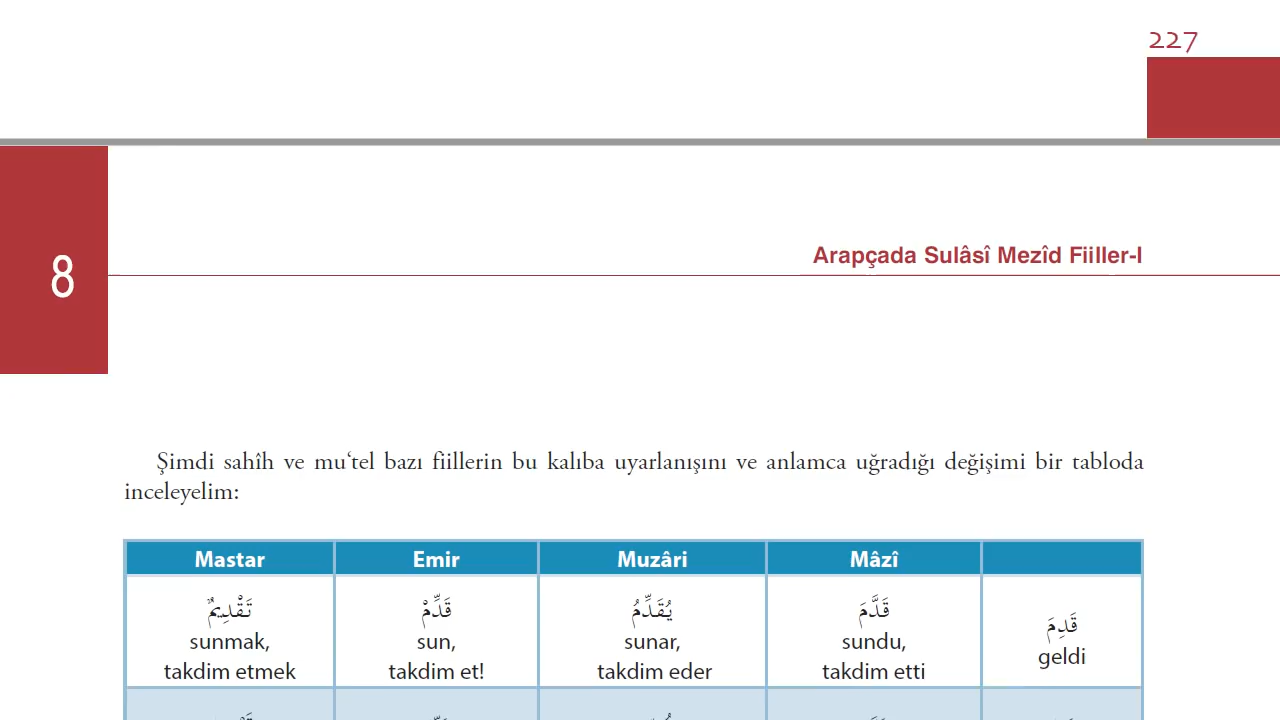 227
8
Arapçada Sulâsî Mezîd Fiiller-I
Şimdi sahîh ve mu‘tel bazı fiillerin bu kalıba uyarlanışını ve anlamca uğradığı değişimi bir tabloda
inceleyelim:
Mastar Emir Muzâri Mâzî
تَقْدِيمٌ قَدِّمْ يُقَدِّمُ قَدَّمَ قَدِمَ
sunmak, sun, sunar, sundu, geldi
takdim etmek takdim et! takdim eder takdim etti